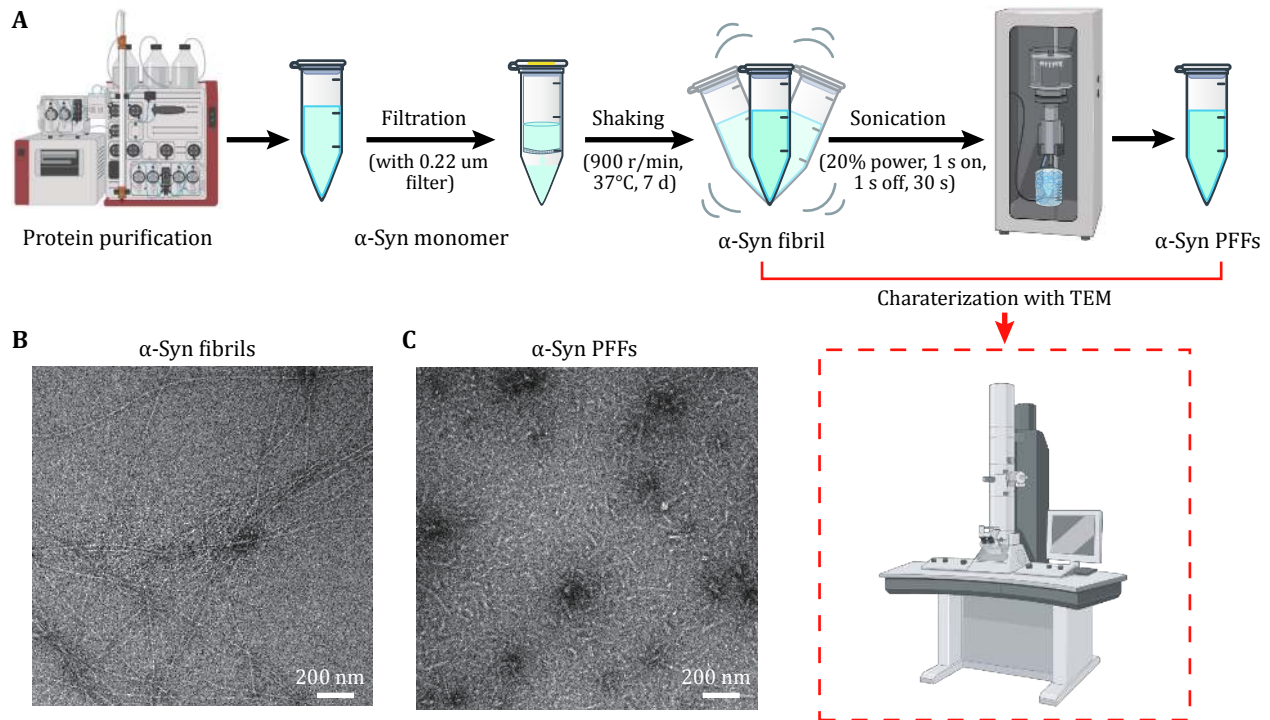 A
Filtration
(with 0.22 um
filter)
Shaking
(900 r/min,
37°C, 7 d)
Sonication
(20% power, 1 s on,
1 s off, 30 s)
Protein purification
α-Syn monomer
α-Syn fibril
α-Syn PFFs
Charaterization with TEM
B
α-Syn fibrils
200 nm
C
α-Syn PFFs
200 nm